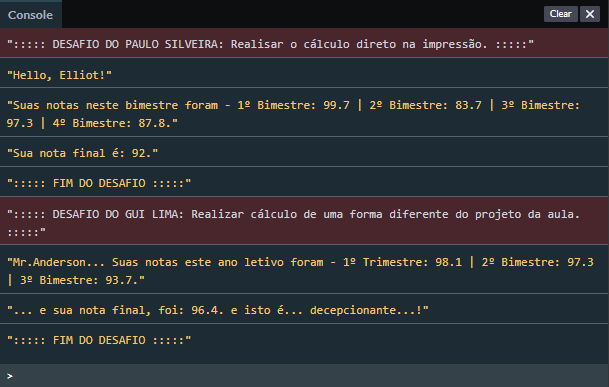 Console
Clear ✕
"::::: DESAFIO DO PAULO SILVEIRA: Realisar o cálculo direto na impressão. :::::"
"Hello, Elliot!"
"Suas notas neste bimestre foram - 1º Bimestre: 99.7 | 2º Bimestre: 83.7 | 3º Bimestre:
97.3 | 4º Bimestre: 87.8."
"Sua nota final é: 92."
"::::: FIM DO DESAFIO :::::"
"::::: DESAFIO DO GUI LIMA: Realizar cálculo de uma forma diferente do projeto da aula.
:::::"
"Mr.Anderson... Suas notas este ano letivo foram - 1º Trimestre: 98.1 | 2º Bimestre: 97.3
| 3º Bimestre: 93.7."
"... e sua nota final, foi: 96.4. e isto é... decepcionante...!"
"::::: FIM DO DESAFIO :::::"
>